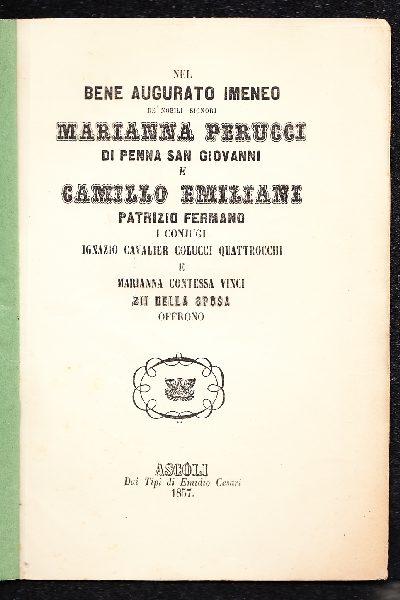 NEL
BENE AUGURATO IMENEO
DE' NOBILI SIGNORI
MARIANNA PERUCCI
DI PENNA SAN GIOVANNI
E
CAMILLO EMILIANI
PATRIZIO FERMANO
I CONJUGI
IGNAZIO CAVALIER COLUCCI QUATTROCCHI
E
MARIANNA CONTESSA VINCI
ZII DELLA SPOSA
OFFRONO
ASCOLI
Dai Tipi di Emidio Cesari
1857.